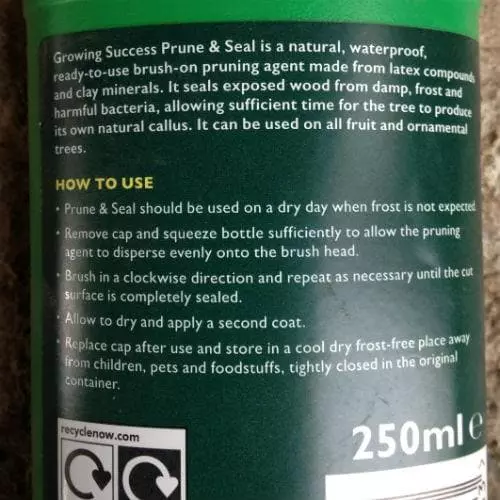 Growing Success Prune & Seal is a natural, waterproof,
ready-to-use brush-on pruning agent made from latex compounds
and clay minerals. It seals exposed wood from damp, frost and
harmful bacteria, allowing sufficient time for the tree to produce
its own natural callus. It can be used on all fruit and ornamental
trees.
HOW TO USE
• Prune & Seal should be used on a dry day when frost is not expected.
• Remove cap and squeeze bottle sufficiently to allow the pruning
agent to disperse evenly onto the brush head.
• Brush in a clockwise direction and repeat as necessary until the cut
surface is completely sealed.
• Allow to dry and apply a second coat.
• Replace cap after use and store in a cool dry frost-free place away
from children, pets and foodstuffs, tightly closed in the original
container.
recyclenow.com
250ml e